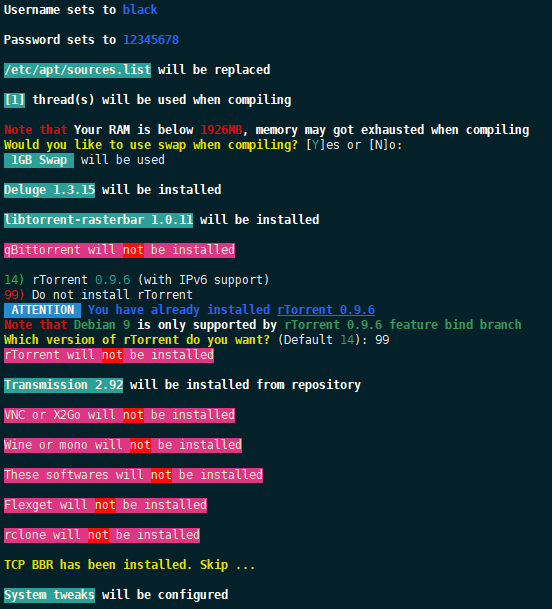 Username sets to black
Password sets to 12345678
/etc/apt/sources.list will be replaced
[1] thread(s) will be used when compiling
Note that Your RAM is below 1926MB, memory may got exhausted when compiling
Would you like to use swap when compiling? [Y]es or [N]o:
1GB Swap will be used
Deluge 1.3.15 will be installed
libtorrent-rasterbar 1.0.11 will be installed
qBittorrent will not be installed
14) rTorrent 0.9.6 (with IPv6 support)
99) Do not install rTorrent
ATTENTION You have already installed rTorrent 0.9.6
Note that Debian 9 is only supported by rTorrent 0.9.6 feature bind branch
Which version of rTorrent do you want? (Default 14): 99
rTorrent will not be installed
Transmission 2.92 will be installed from repository
VNC or X2Go will not be installed
Wine or mono will not be installed
These softwares will not be installed
Flexget will not be installed
rclone will not be installed
TCP BBR has been installed. Skip ...
System tweaks will be configured